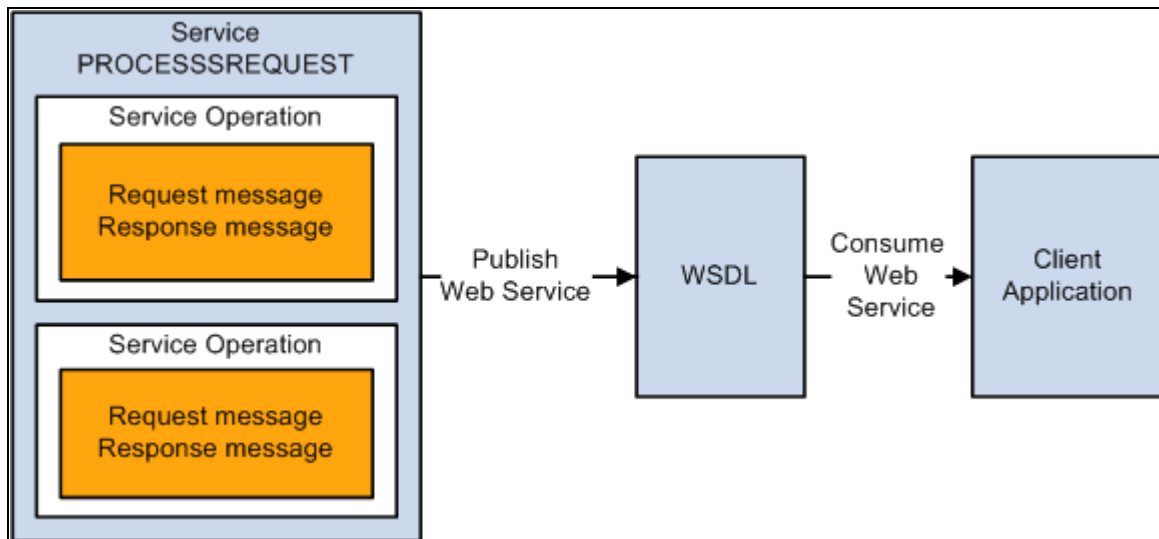 Service
PROCESSSREQUEST
Service Operation
Request message
Response message
Service Operation
Request message
Response message
Publish
Web Service
WSDL
Consume
Web
Service
Client
Application